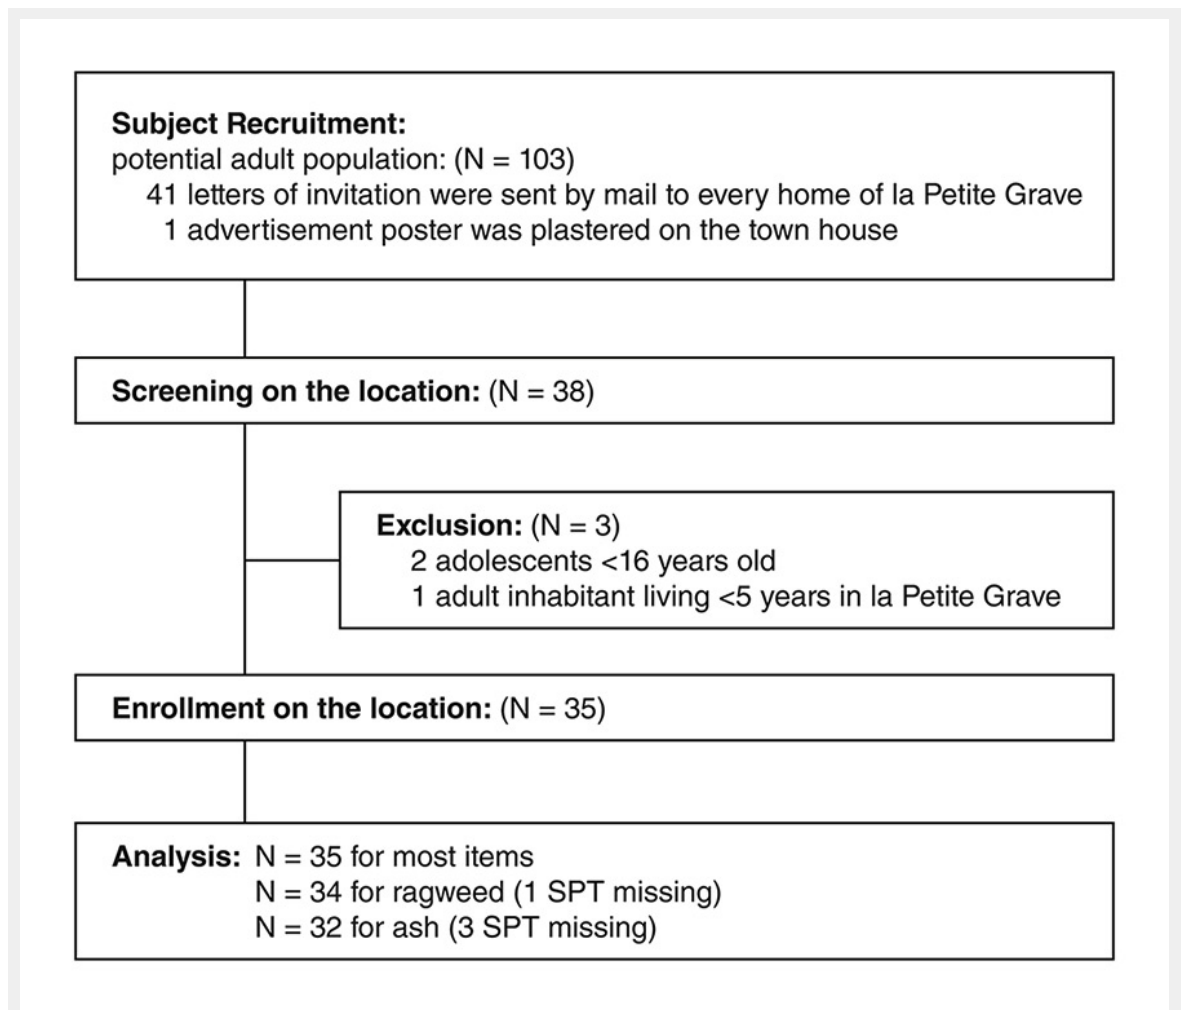 Subject Recruitment:
potential adult population: (N = 103)
41 letters of invitation were sent by mail to every home of la Petite Grave
1 advertisement poster was plastered on the town house
Screening on the location: (N = 38)
Exclusion: (N = 3)
2 adolescents <16 years old
1 adult inhabitant living <5 years in la Petite Grave
Enrollment on the location: (N = 35)
Analysis: N = 35 for most items
N = 34 for ragweed (1 SPT missing)
N = 32 for ash (3 SPT missing)